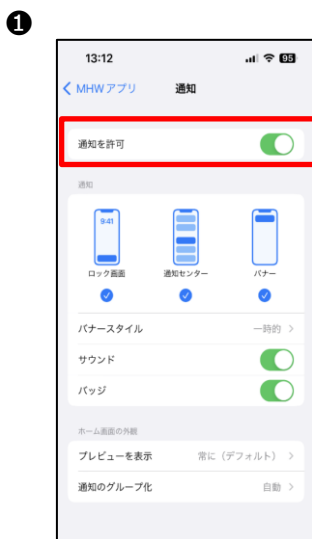 ❶
13:12 95
MHW アプリ 通知
通知を許可
通知
9:41
ロック画面 通知センター バナー
バナースタイル 一時的
サウンド
バッジ
ホーム画面の外観
プレビューを表示 常に（デフォルト）
通知のグループ化 自動